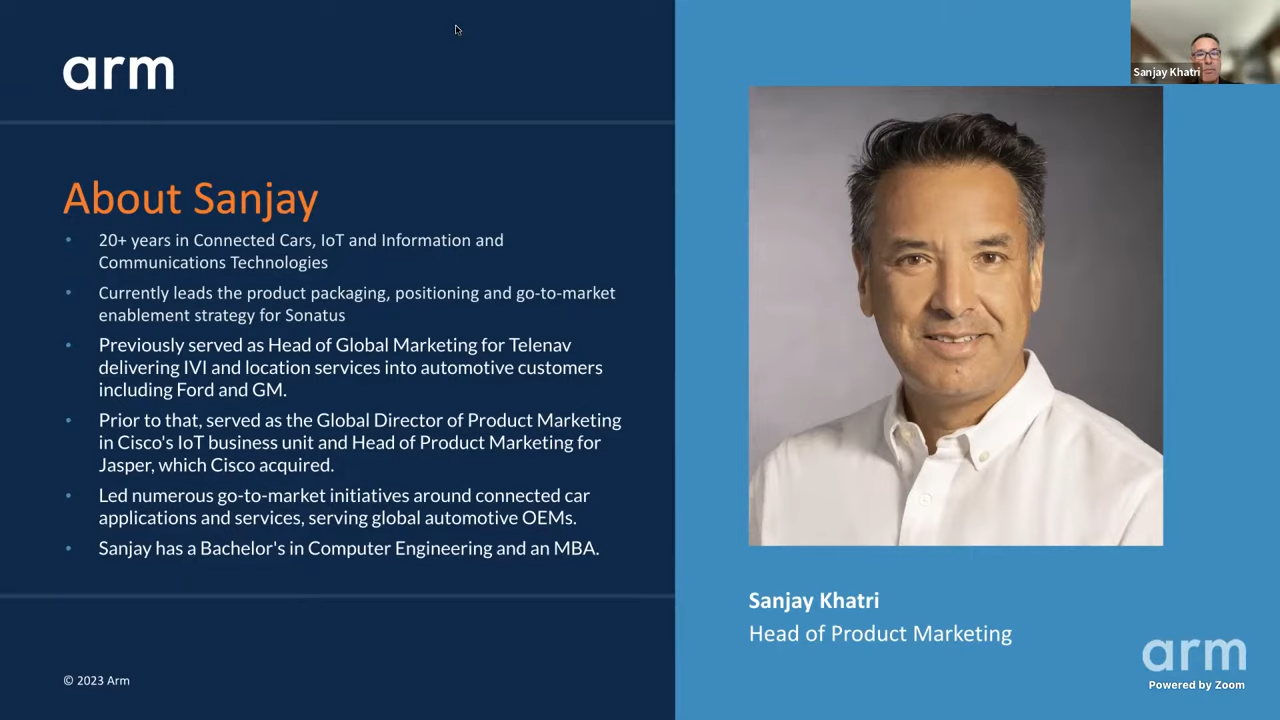 arm
Sanjay Khatri
About Sanjay
• 20+ years in Connected Cars, IoT and Information and
Communications Technologies
• Currently leads the product packaging, positioning and go-to-market
enablement strategy for Sonatus
• Previously served as Head of Global Marketing for Telenav
delivering IVI and location services into automotive customers
including Ford and GM.
• Prior to that, served as the Global Director of Product Marketing
in Cisco's IoT business unit and Head of Product Marketing for
Jasper, which Cisco acquired.
• Led numerous go-to-market initiatives around connected car
applications and services, serving global automotive OEMs.
• Sanjay has a Bachelor's in Computer Engineering and an MBA.
Sanjay Khatri
Head of Product Marketing
© 2023 Arm
arm
Powered by Zoom